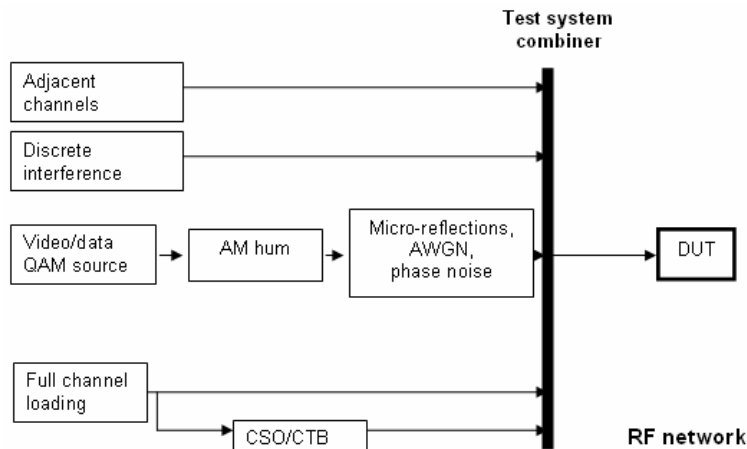 Test system
combiner
Adjacent
channels
Discrete
interference
Video/data
QAM source
AM hum
Micro-reflections,
AWGN,
phase noise
DUT
Full channel
loading
CSO/CTB
RF network